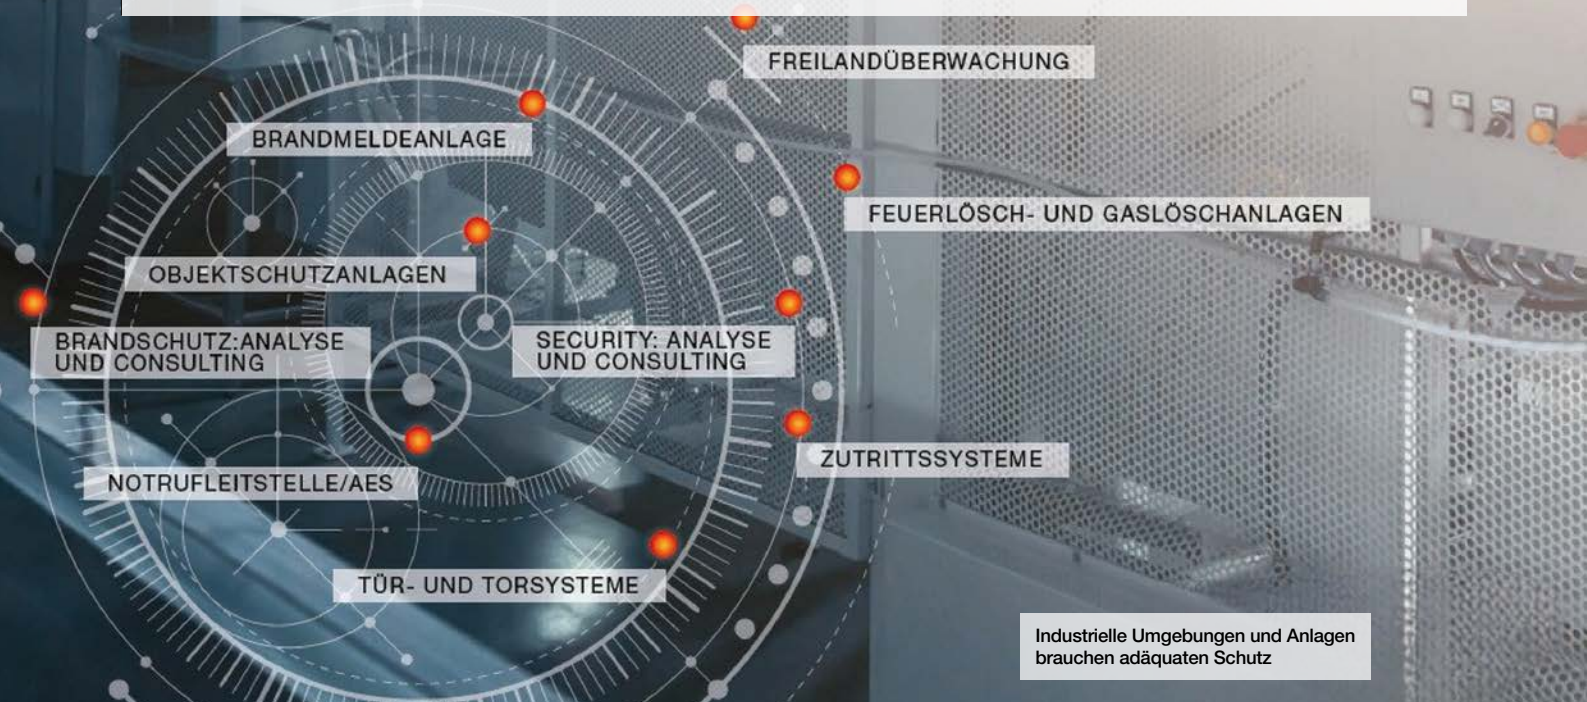 FREILANDÜBERWACHUNG
BRANDMELDEANLAGE
FEUERLÖSCH- UND GASLÖSCHANLAGEN
OBJEKTSCHUTZANLAGEN
BRANDSCHUTZ:ANALYSE
UND CONSULTING
SECURITY: ANALYSE
UND CONSULTING
ZUTRITTSSYSTEME
NOTRUFLEITSTELLE/AES
TÜR- UND TORSYSTEME
Industrielle Umgebungen und Anlagen
brauchen adäquaten Schutz